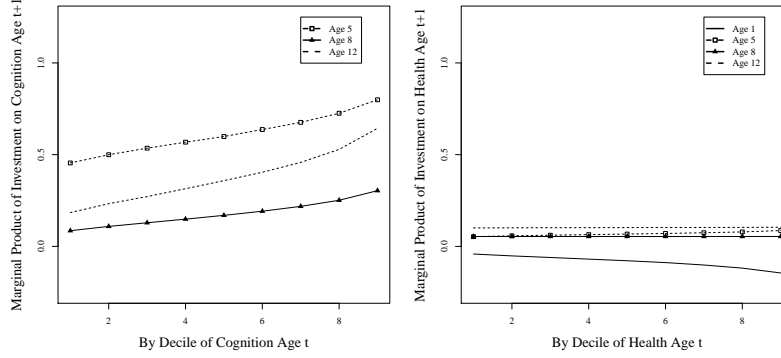 Marginal Product of Investment on Cognition Age t+1
1.0
0.5
0.0
Age 5
Age 8
Age 12
2
4
6
8
By Decile of Cognition Age t
Marginal Product of Investment on Health Age t+1
1.0
0.5
0.0
Age 1
Age 5
Age 8
Age 12
2
4
6
8
By Decile of Health Age t